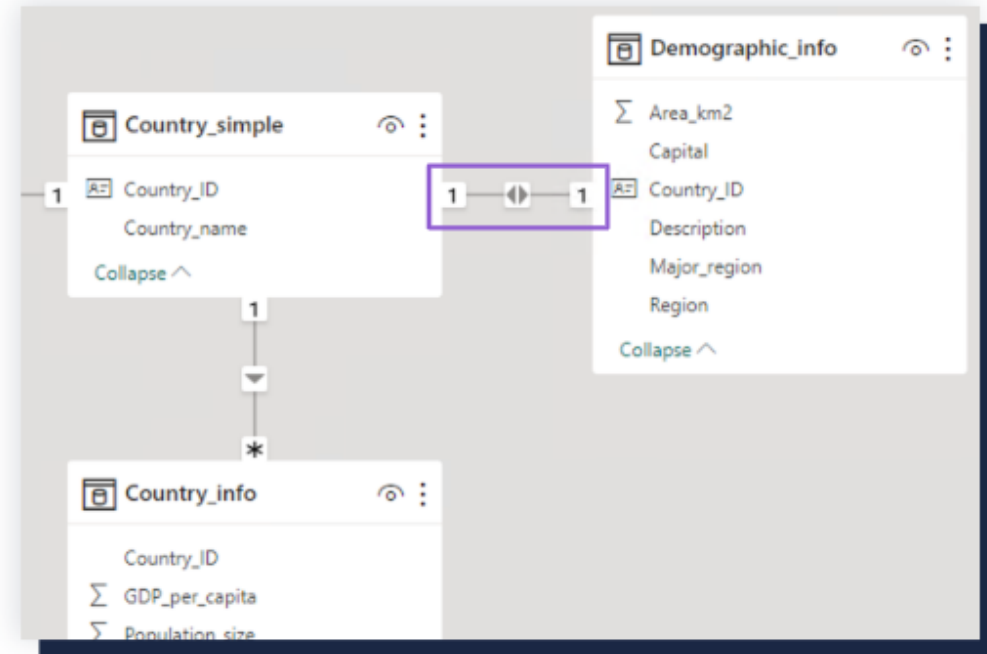 Demographic_info
Area_km2
Capital
Country_ID
Description
Major_region
Region
Collapse
Country_simple
Country_ID
Country_name
Collapse
1
1
1
1
*
Country_info
Country_ID
GDP_per_capita
Population_size